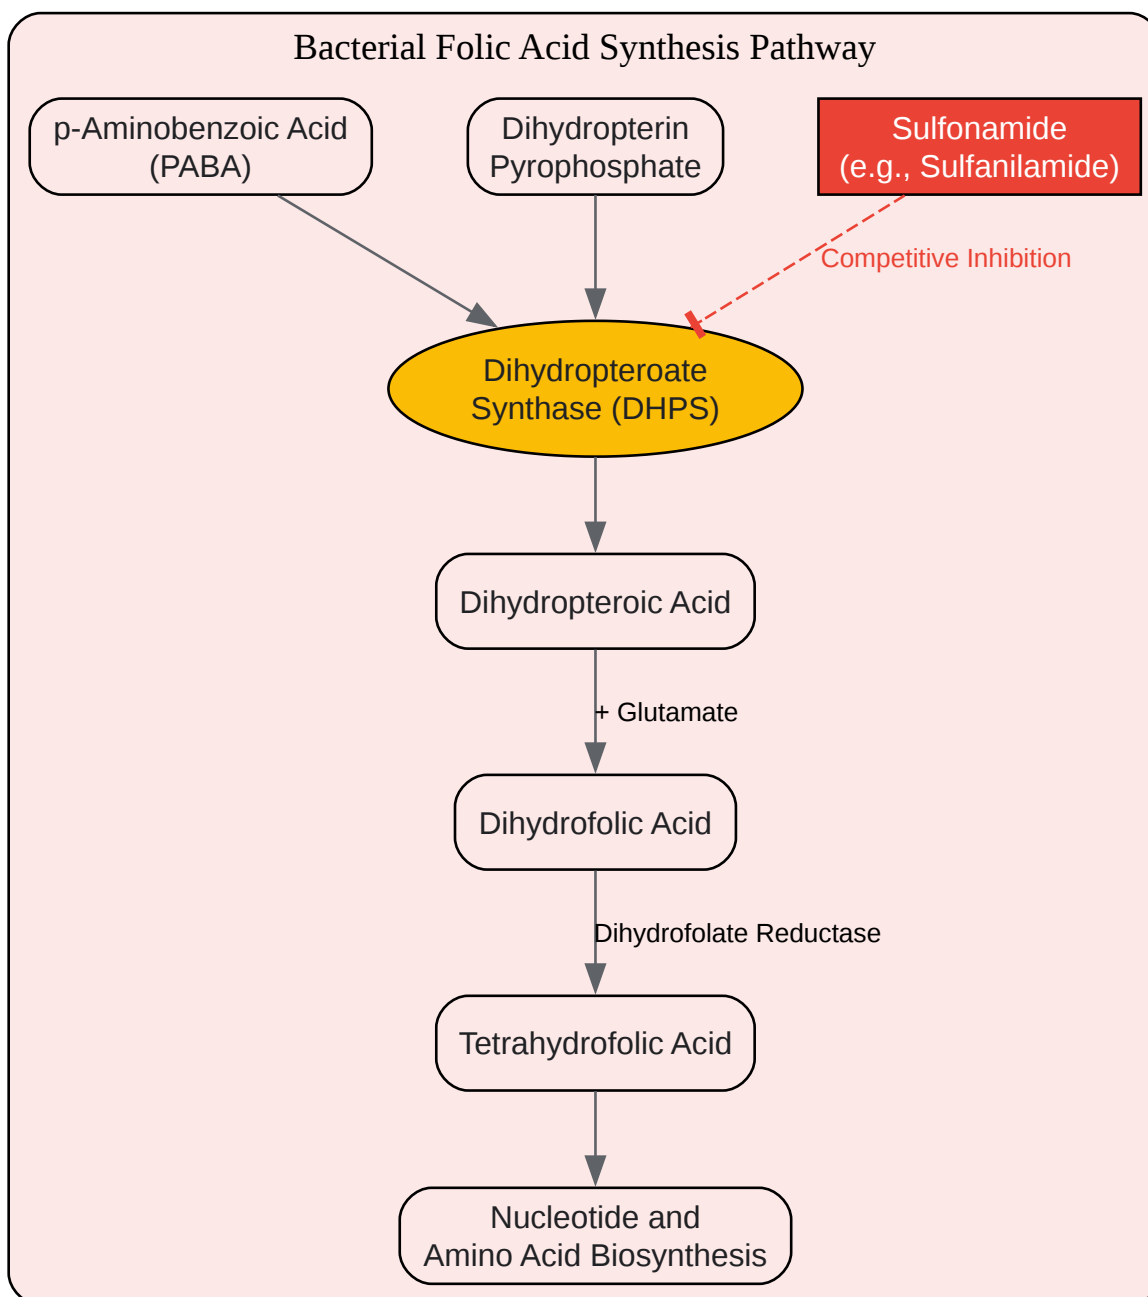 Bacterial Folic Acid Synthesis Pathway
p-Aminobenzoic Acid
(PABA)
Dihydropterin
Pyrophosphate
Sulfonamide
(e.g., Sulfanilamide)
Competitive Inhibition
Dihydropteroate
Synthase (DHPS)
Dihydropteroic Acid
+ Glutamate
Dihydrofolic Acid
Dihydrofolate Reductase
Tetrahydrofolic Acid
Nucleotide and
Amino Acid Biosynthesis